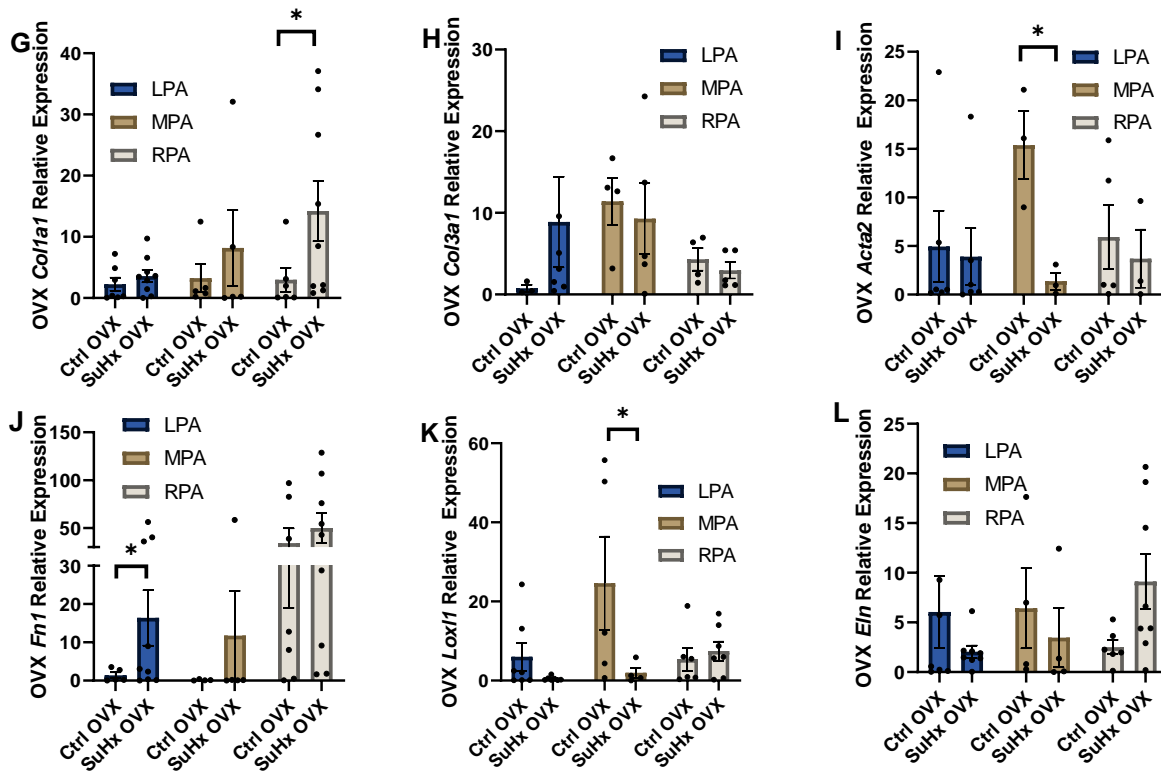 G
*
OVX Col1a1 Relative Expression
40
30
20
10
0
LPA
MPA
RPA
Ctrl OVX
SuHx OVX
Ctrl OVX
SuHx OVX
Ctrl OVX
SuHx OVX
H
OVX Col3a1 Relative Expression
30
20
10
0
LPA
MPA
RPA
Ctrl OVX
SuHx OVX
Ctrl OVX
SuHx OVX
Ctrl OVX
SuHx OVX
I
*
OVX Acta2 Relative Expression
25
20
15
10
5
0
LPA
MPA
RPA
Ctrl OVX
SuHx OVX
Ctrl OVX
SuHx OVX
Ctrl OVX
SuHx OVX
J
*
OVX Fn1 Relative Expression
150
100
50
30
20
10
0
LPA
MPA
RPA
Ctrl OVX
SuHx OVX
Ctrl OVX
SuHx OVX
Ctrl OVX
SuHx OVX
K
*
OVX Loxl1 Relative Expression
60
40
20
0
LPA
MPA
RPA
Ctrl OVX
SuHx OVX
Ctrl OVX
SuHx OVX
Ctrl OVX
SuHx OVX
L
OVX Eln Relative Expression
25
20
15
10
5
0
LPA
MPA
RPA
Ctrl OVX
SuHx OVX
Ctrl OVX
SuHx OVX
Ctrl OVX
SuHx OVX